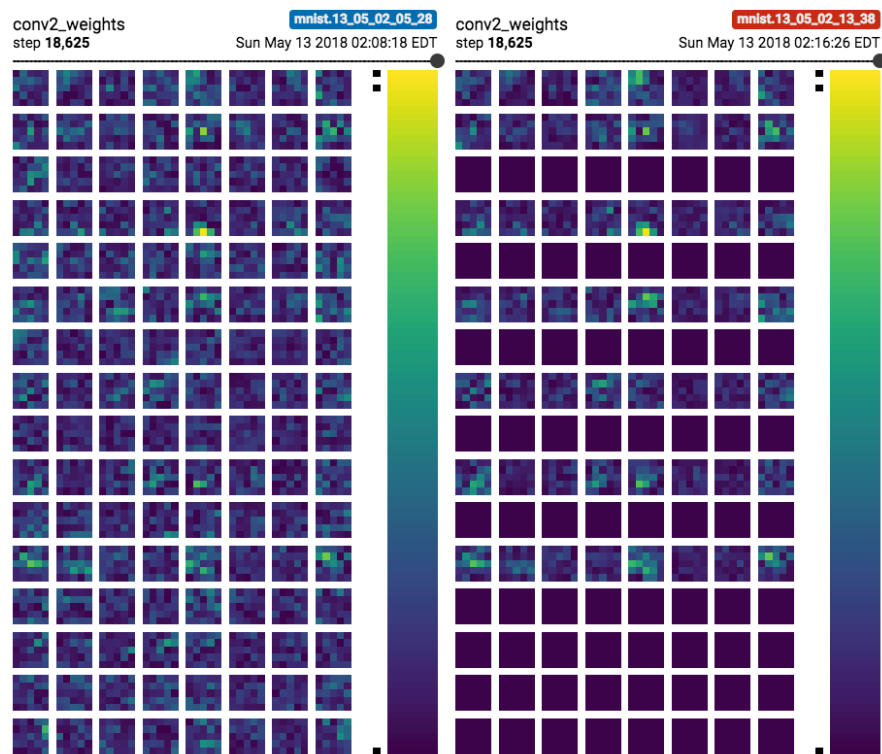 mnist.13_05_02_05_28
conv2_weights
step 18,625 Sun May 13 2018 02:08:18 EDT
mnist.13_05_02_13_38
conv2_weights
step 18,625 Sun May 13 2018 02:16:26 EDT